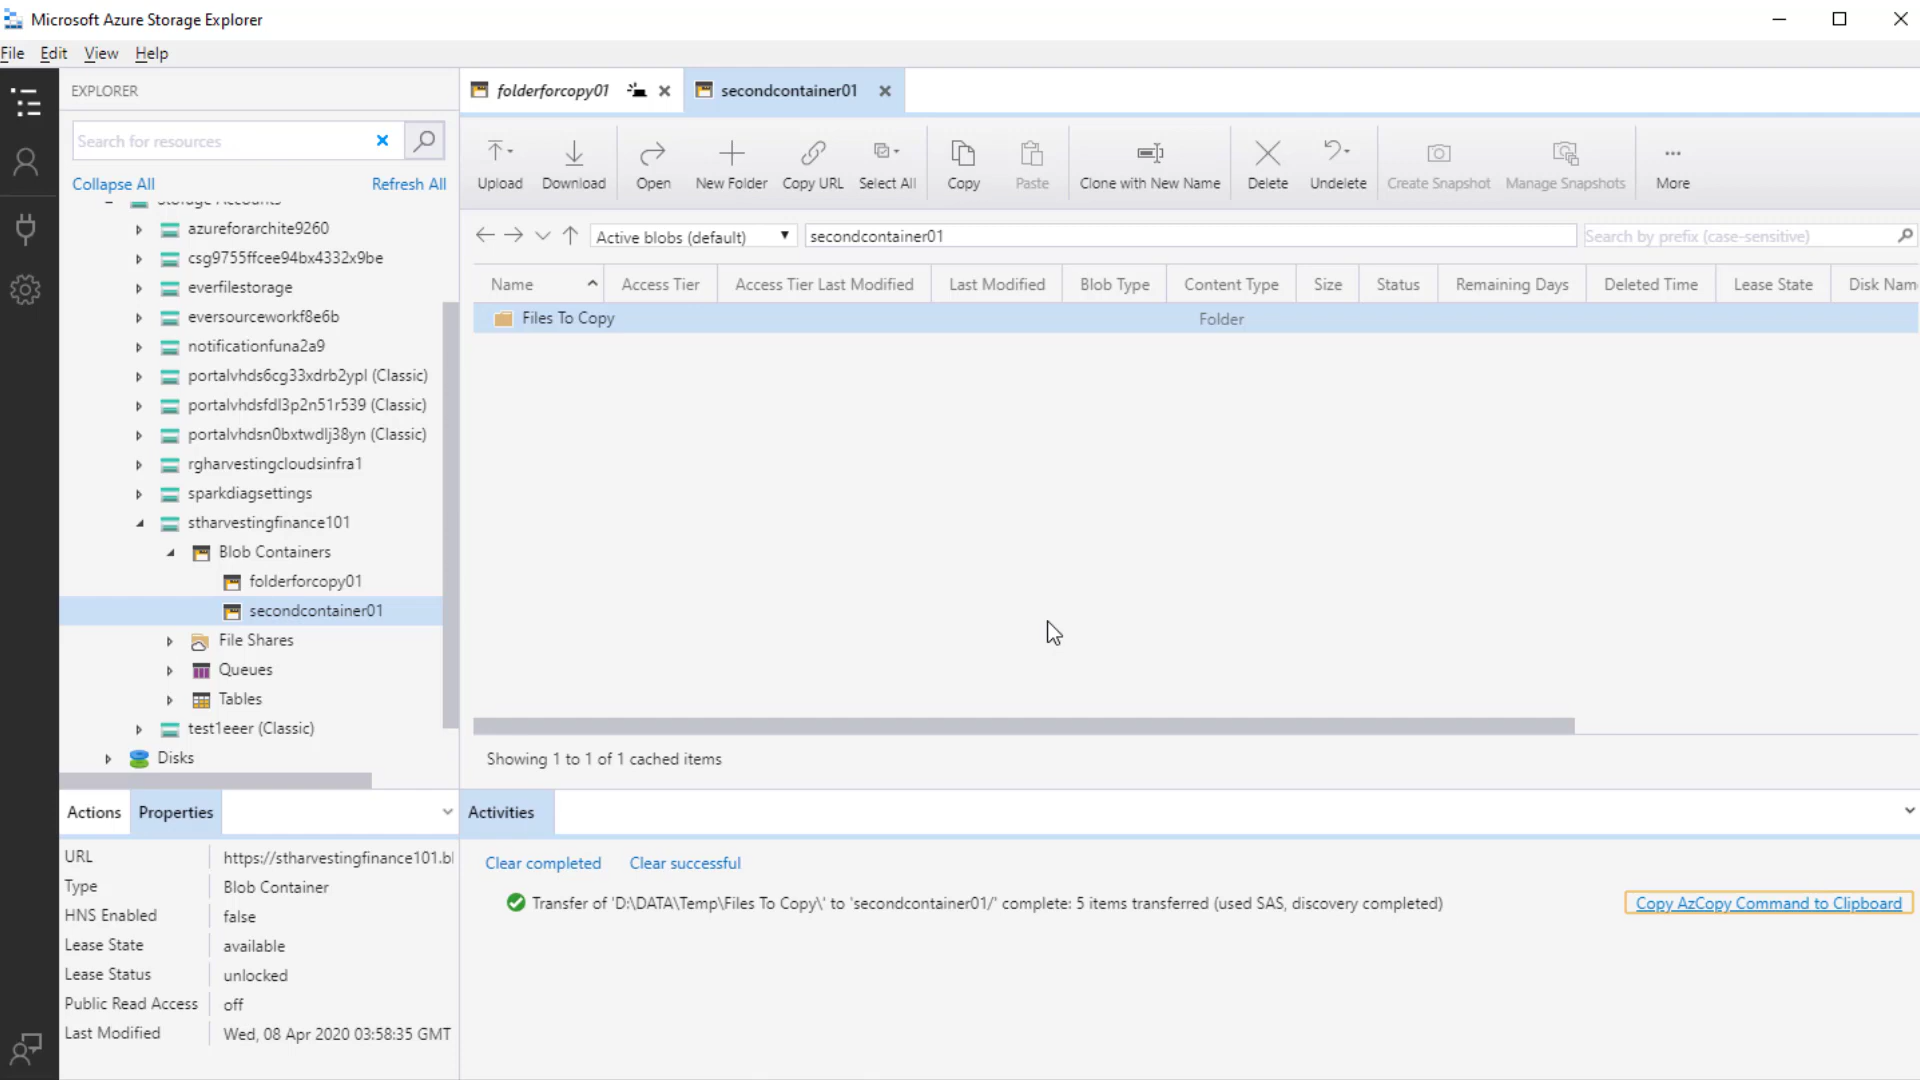 Microsoft Azure Storage Explorer
File Edit View Help
EXPLORER
Search for resources
Collapse All Refresh All
Storage Accounts
azureforarchite9260
csg9755ffcee94bx4332x9be
everfilestorage
eversourceworkf8e6b
notificationfuna2a9
portalvhds6cg33xdrb2ypl (Classic)
portalvhdsfdl3p2n51r539 (Classic)
portalvhdsn0bxtwdlj38yn (Classic)
rgharvestingcloudsinfra1
sparkdiagsettings
stharvestingfinance101
Blob Containers
folderforcopy01
secondcontainer01
File Shares
Queues
Tables
test1eeer (Classic)
Disks
Actions Properties
URL https://stharvestingfinance101.bl
Type Blob Container
HNS Enabled false
Lease State available
Lease Status unlocked
Public Read Access off
Last Modified Wed, 08 Apr 2020 03:58:35 GMT
folderforcopy01 secondcontainer01
Upload Download Open New Folder Copy URL Select All Copy Paste Clone with New Name Delete Undelete Create Snapshot Manage Snapshots More
Active blobs (default) secondcontainer01 Search by prefix (case-sensitive)
Name Access Tier Access Tier Last Modified Last Modified Blob Type Content Type Size Status Remaining Days Deleted Time Lease State Disk Nam
Files To Copy Folder
Showing 1 to 1 of 1 cached items
Activities
Clear completed Clear successful
Transfer of 'D:\DATA\Temp\Files To Copy\' to 'secondcontainer01/' complete: 5 items transferred (used SAS, discovery completed) Copy AzCopy Command to Clipboard